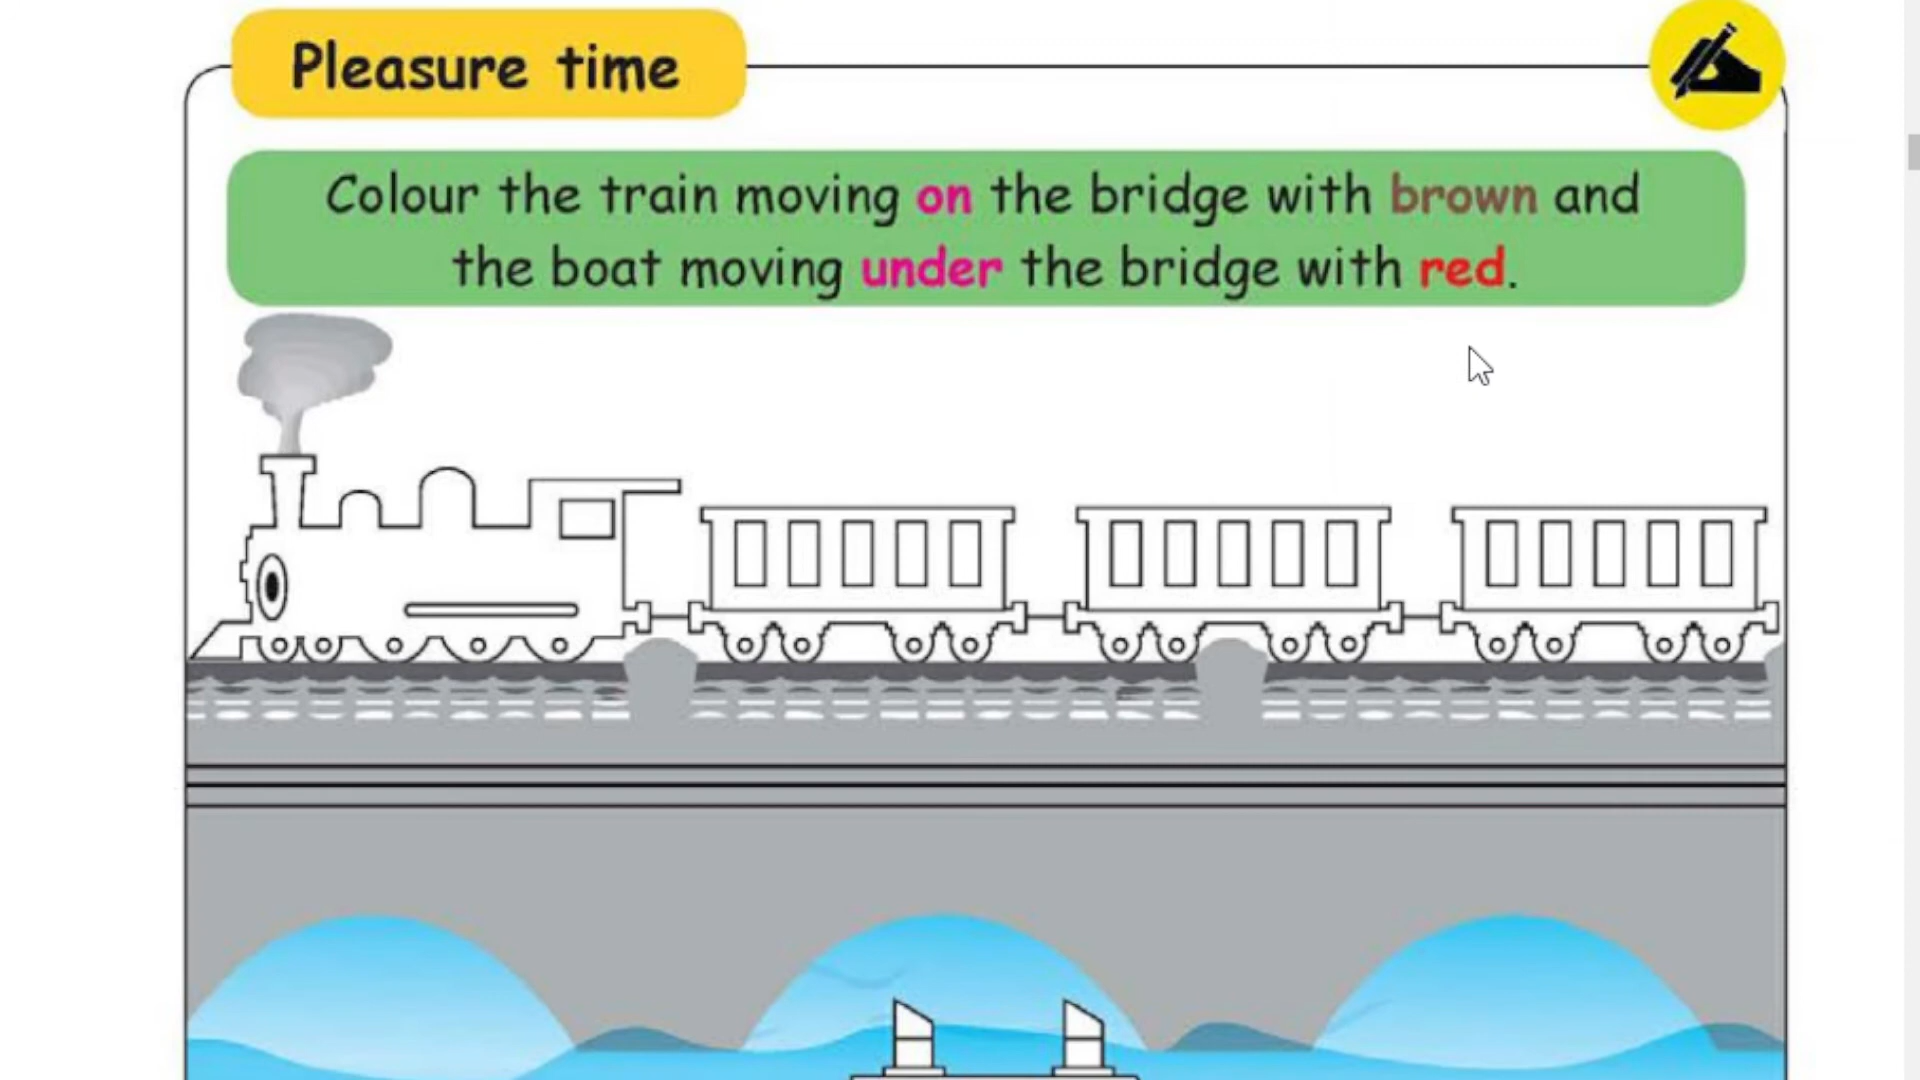 Pleasure time
Colour the train moving on the bridge with brown and
the boat moving under the bridge with red.